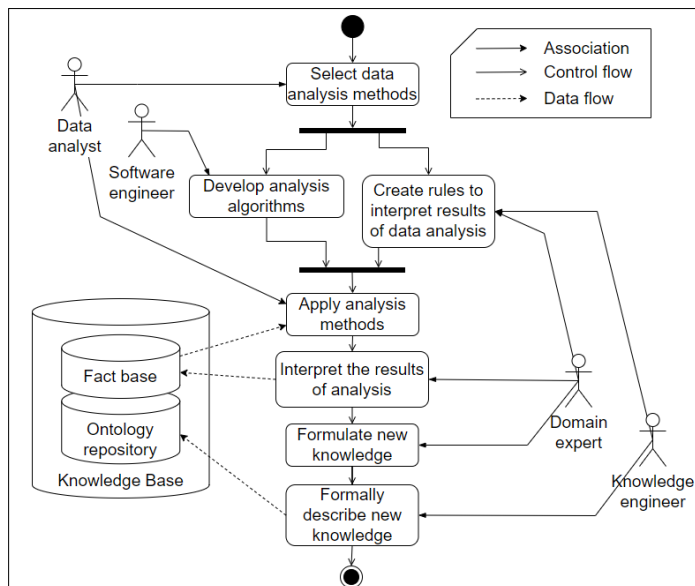 Select data
analysis methods
Association
Control flow
Data flow
Data
analyst
Software
engineer
Develop analysis
algorithms
Create rules to
interpret results
of data analysis
Apply analysis
methods
Fact base
Interpret the results
of analysis
Ontology
repository
Knowledge Base
Formulate new
knowledge
Domain
expert
Knowledge
engineer
Formally
describe new
knowledge